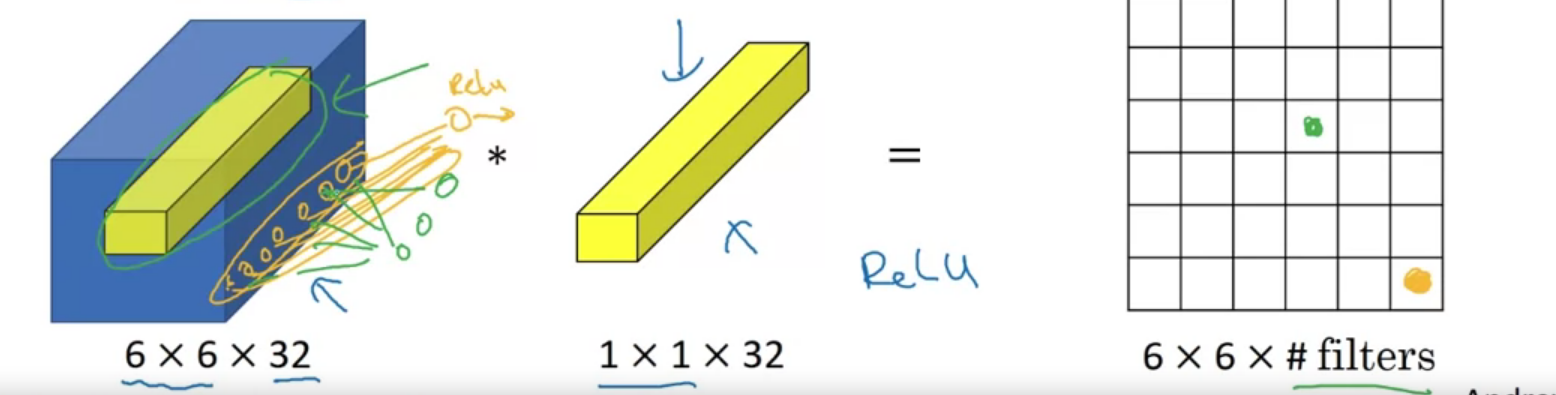 ReLU
*
=
ReLU
6 × 6 × 32
1 × 1 × 32
6 × 6 × # filters